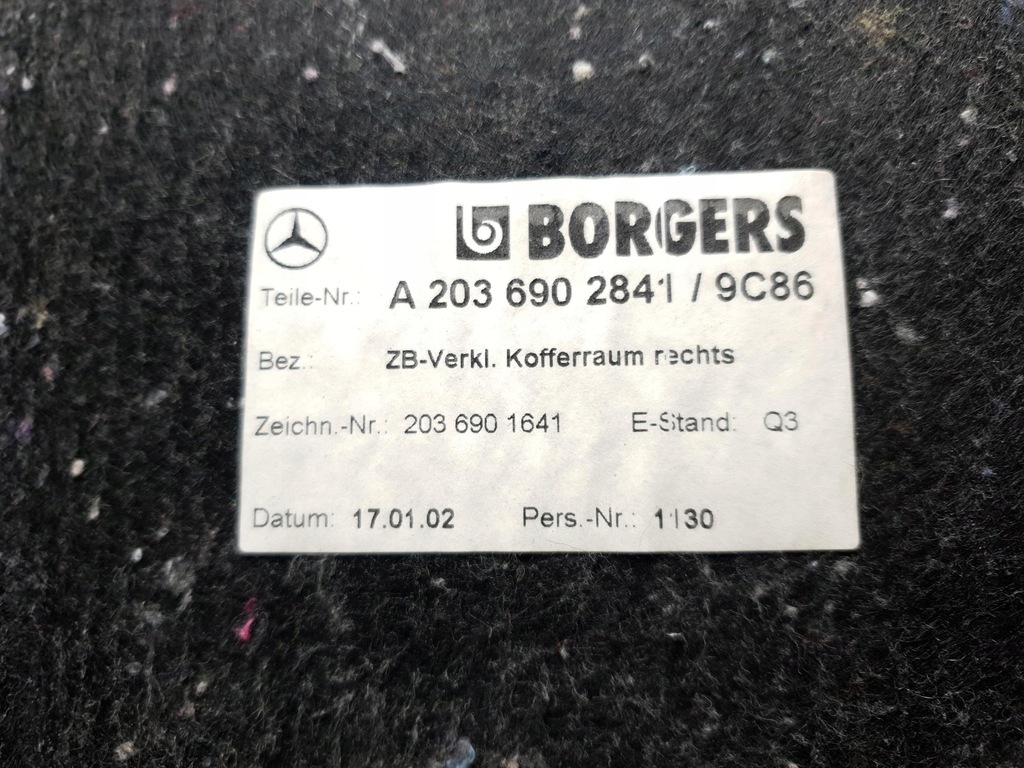 BORGERS
Teile-Nr.: A 203 690 2841 / 9C86
Bez.: ZB-Verkl. Kofferraum rechts
Zeichn.-Nr.: 203 690 1641 E-Stand: Q3
Datum: 17.01.02 Pers.-Nr.: 1130